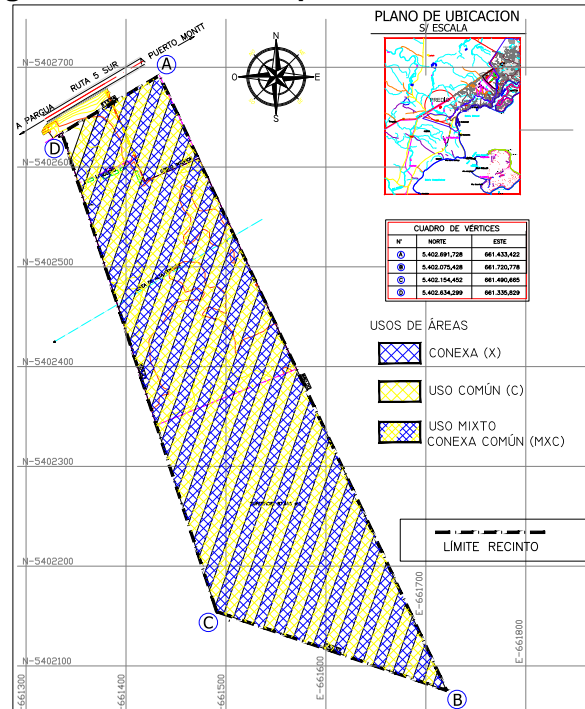 PLANO DE UBICACION
S/ ESCALA
A PUERTO MONTT
RUTA 5 SUR
A PARGUA
N
O
E
S
A
D
C
B
N-5402700
N-5402600
N-5402500
N-5402400
N-5402300
N-5402200
N-5402100
-661300
E-661400
-661500
E-661600
E-661700
E-661800
CUADRO DE VÉRTICES
N° NORTE ESTE
A 5.402.691,728 661.433,422
B 5.402.075,428 661.720,778
C 5.402.154,452 661.490,665
D 5.402.634,299 661.335,829
USOS DE ÁREAS
CONEXA (X)
USO COMÚN (C)
USO MIXTO
CONEXA COMÚN (MXC)
LÍMITE RECINTO